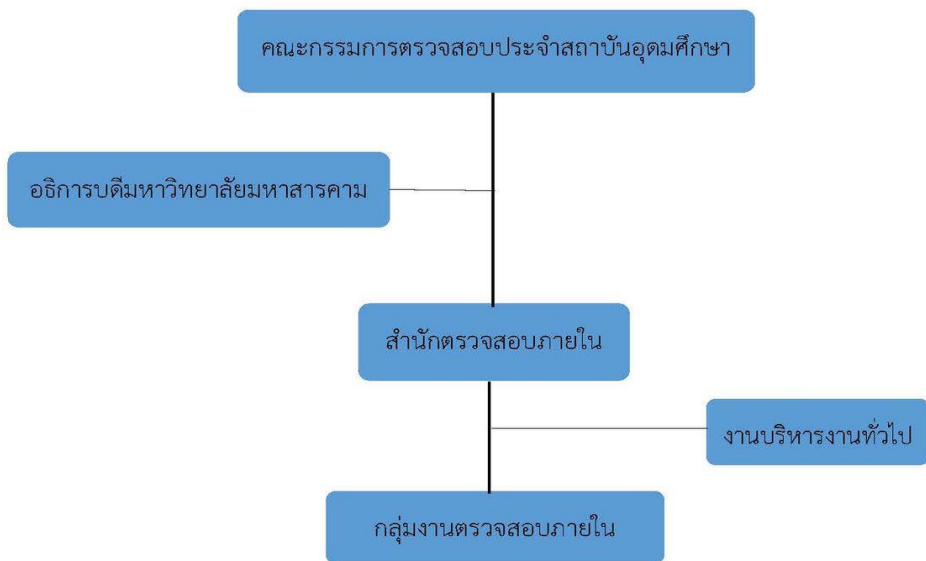 คณะกรรมการตรวจสอบประจำสถาบันอุดมศึกษา
อธิการบดีมหาวิทยาลัยมหาสารคาม
สำนักตรวจสอบภายใน
งานบริหารงานทั่วไป
กลุ่มงานตรวจสอบภายใน